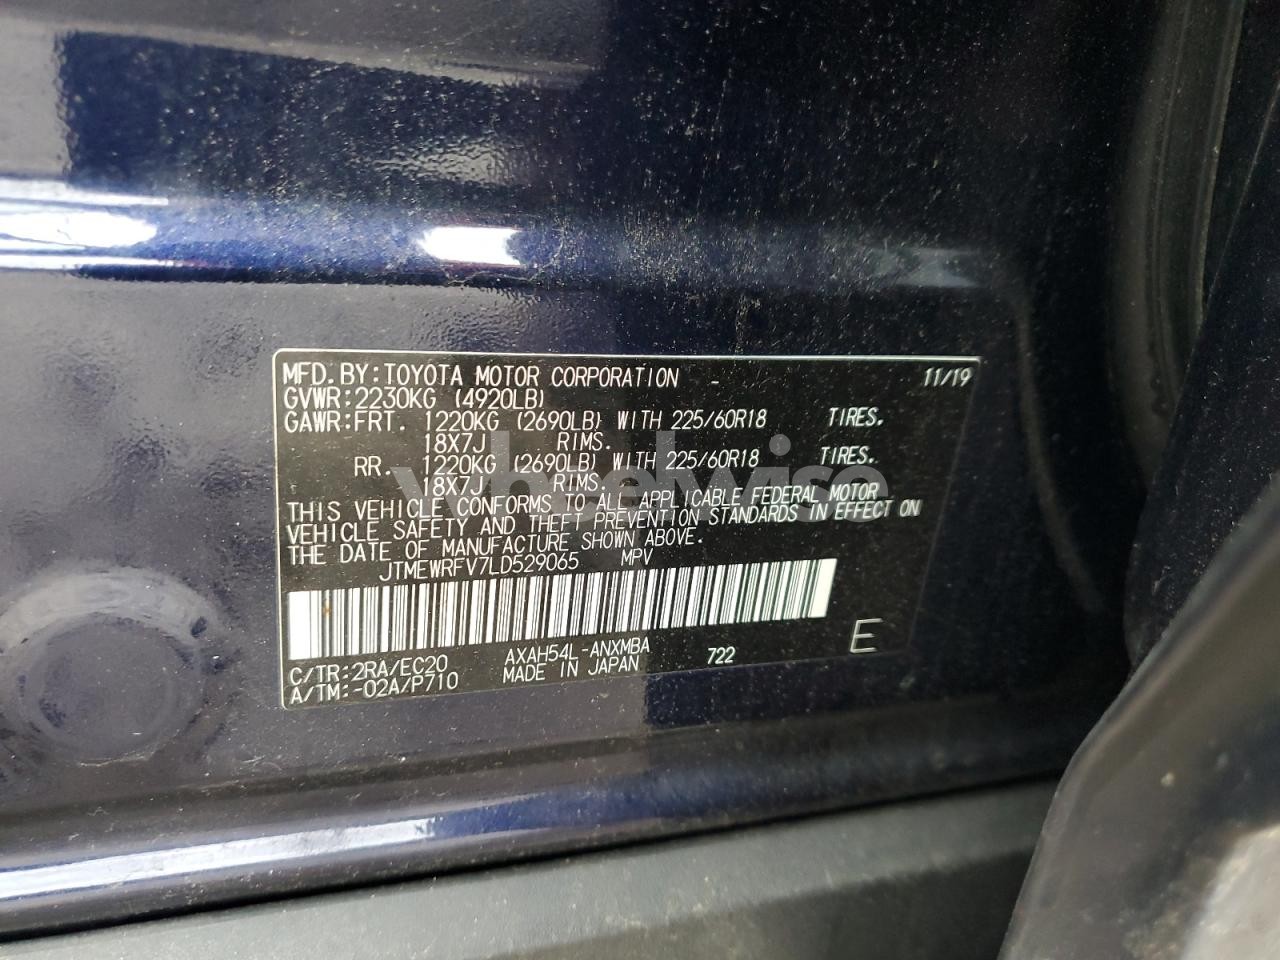 MFD.BY:TOYOTA MOTOR CORPORATION - 11/19
GVWR:2230KG (4920LB)
GAWR:FRT. 1220KG (2690LB) WITH 225/60R18 TIRES.
18X7J RIMS.
RR. 1220KG (2690LB) WITH 225/60R18 TIRES.
18X7J RIMS.
THIS VEHICLE CONFORMS TO ALL APPLICABLE FEDERAL MOTOR
VEHICLE SAFETY AND THEFT PREVENTION STANDARDS IN EFFECT ON
THE DATE OF MANUFACTURE SHOWN ABOVE.
JTMEWRFV7LD529065 MPV
C/TR:2RA/EC20 AXAH54L-ANXMBA 722 E
A/TM:-02A/P710 MADE IN JAPAN
wheelwise